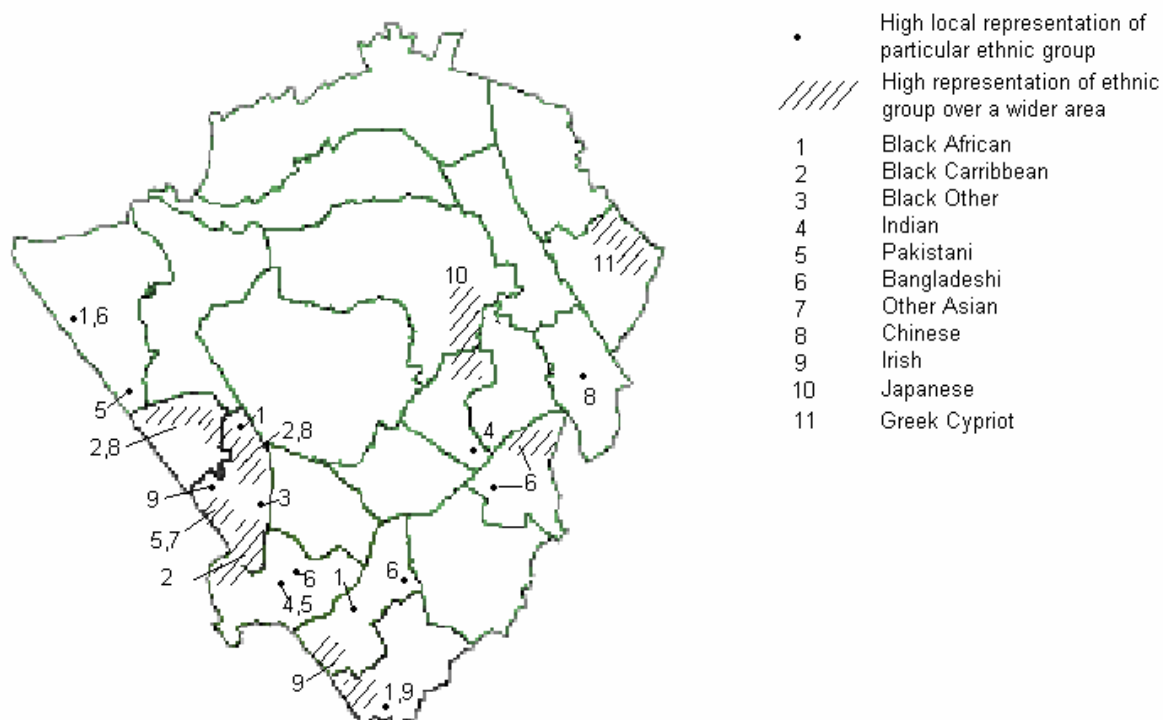 High local representation of
particular ethnic group
High representation of ethnic
group over a wider area
1 Black African
2 Black Carribbean
3 Black Other
4 Indian
5 Pakistani
6 Bangladeshi
7 Other Asian
8 Chinese
9 Irish
10 Japanese
11 Greek Cypriot
11
10
1,6
8
5
1
2,8
4
2,8
6
9
3
5,7
2
6
1
6
4,5
9
1,9